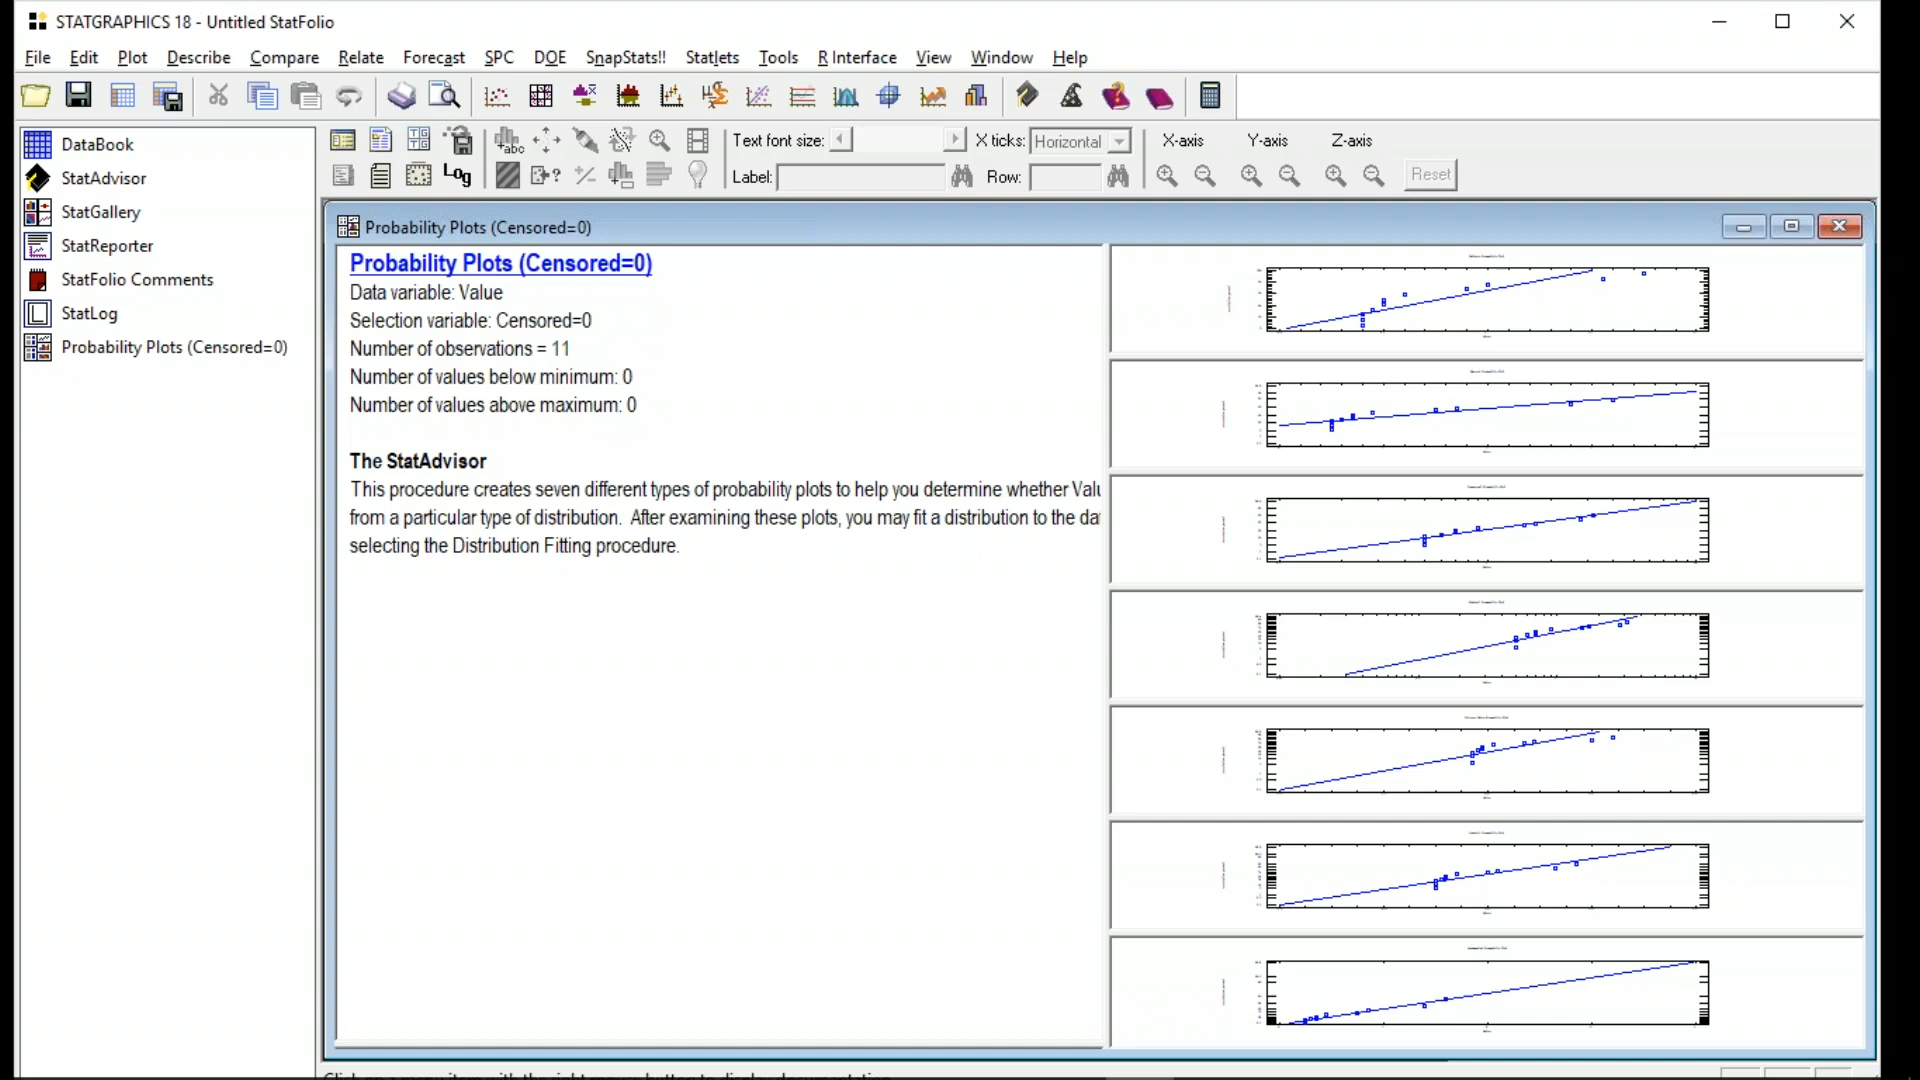 STATGRAPHICS 18 - Untitled StatFolio
File Edit Plot Describe Compare Relate Forecast SPC DOE SnapStats!! Statlets Tools R Interface View Window Help
DataBook
StatAdvisor
StatGallery
StatReporter
StatFolio Comments
StatLog
Probability Plots (Censored=0)
Text font size: X ticks: Horizontal X-axis Y-axis Z-axis
Log Label: Row: Reset
Probability Plots (Censored=0)
Probability Plots (Censored=0)
Data variable: Value
Selection variable: Censored=0
Number of observations = 11
Number of values below minimum: 0
Number of values above maximum: 0
The StatAdvisor
This procedure creates seven different types of probability plots to help you determine whether Valu
from a particular type of distribution. After examining these plots, you may fit a distribution to the dat
selecting the Distribution Fitting procedure.